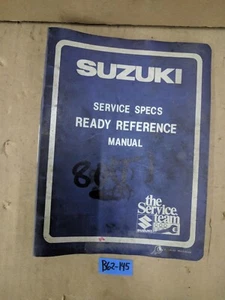 SUZUKI
SERVICE SPECS
READY REFERENCE
MANUAL
the
Service
team
B62-145